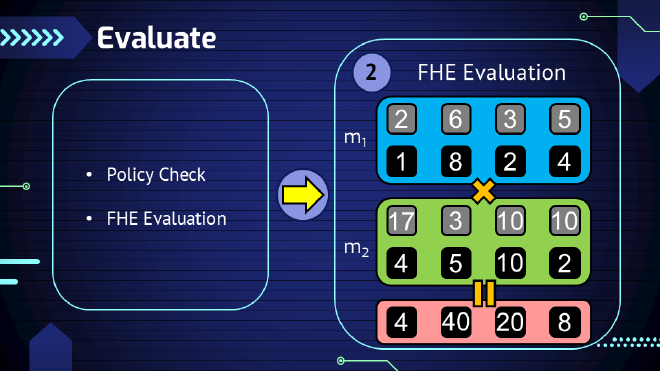 Evaluate
• Policy Check
• FHE Evaluation
2 FHE Evaluation
m₁
2 6 3 5
1 8 2 4
×
m₂
17 3 10 10
4 5 10 2
=
4 40 20 8